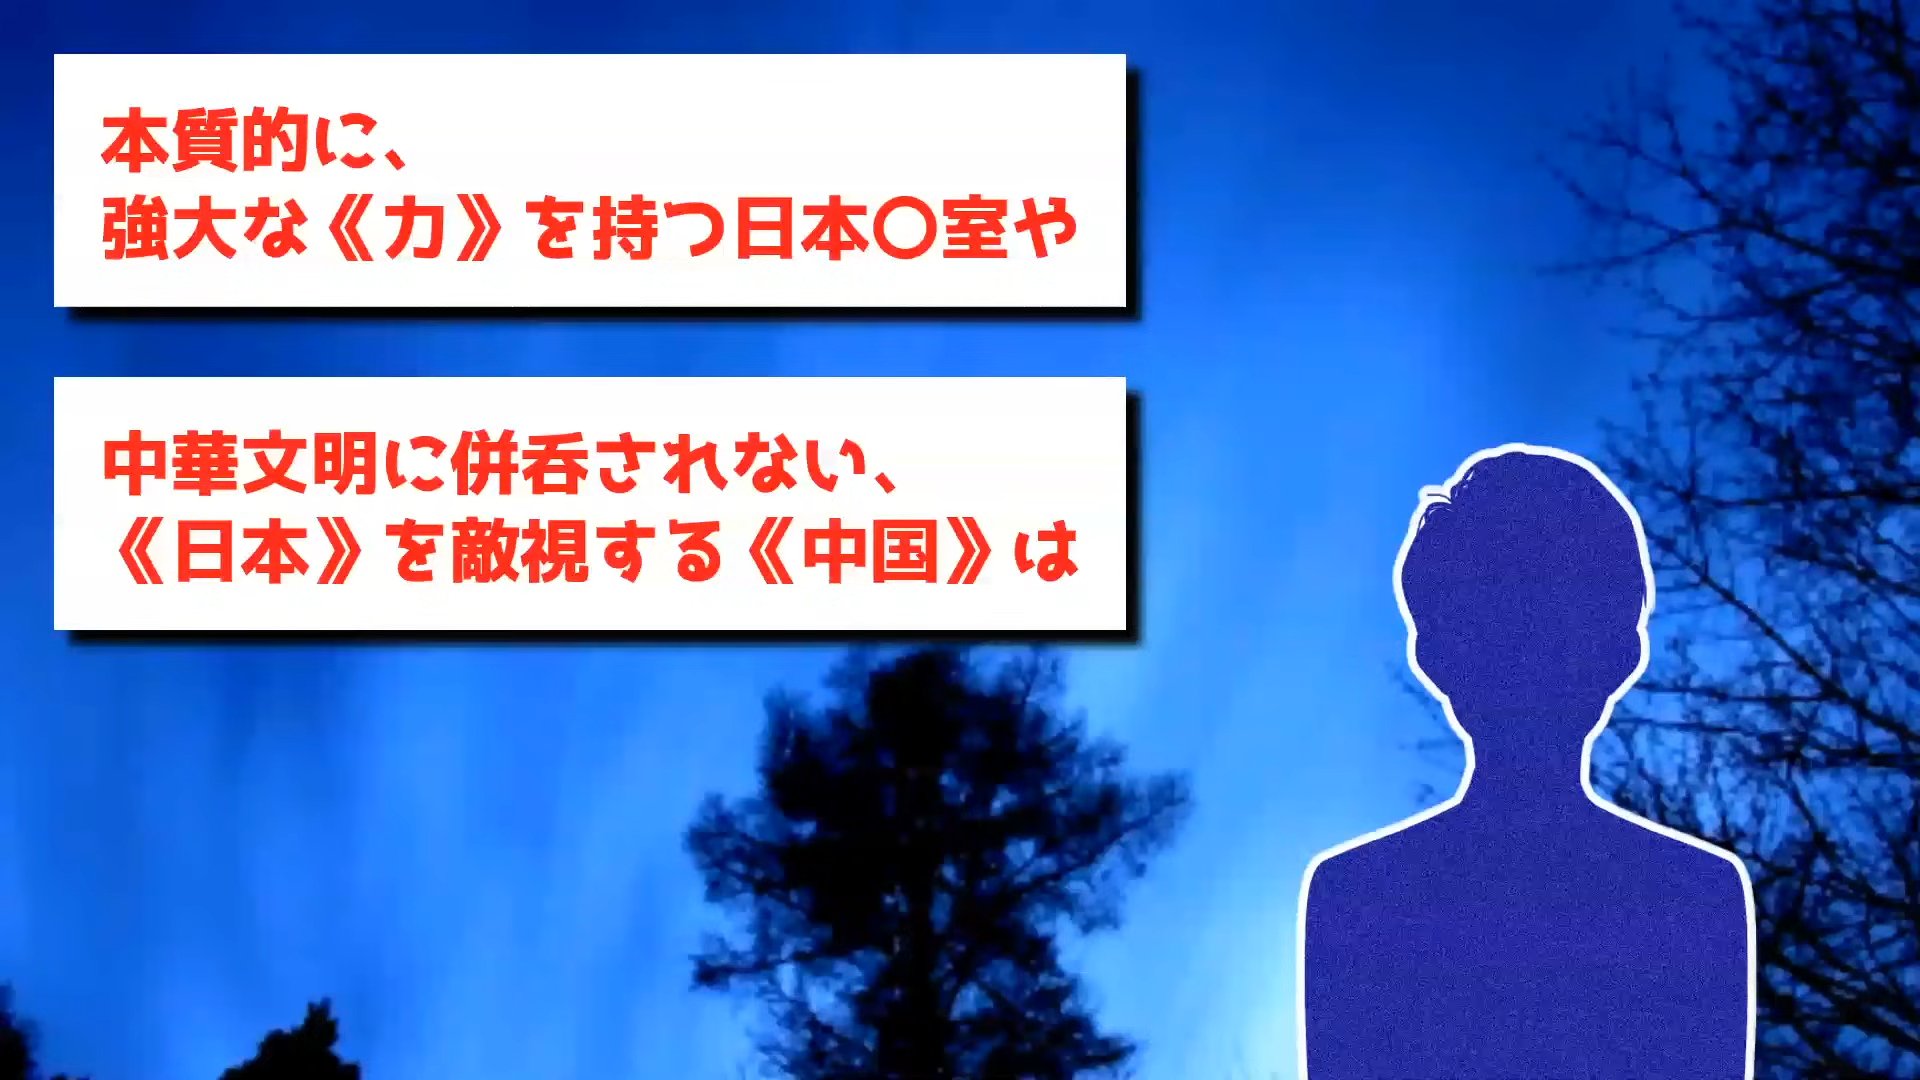 本質的に、
強大な《力》を持つ日本〇室や
中華文明に併呑されない、
《日本》を敵視する《中国》は